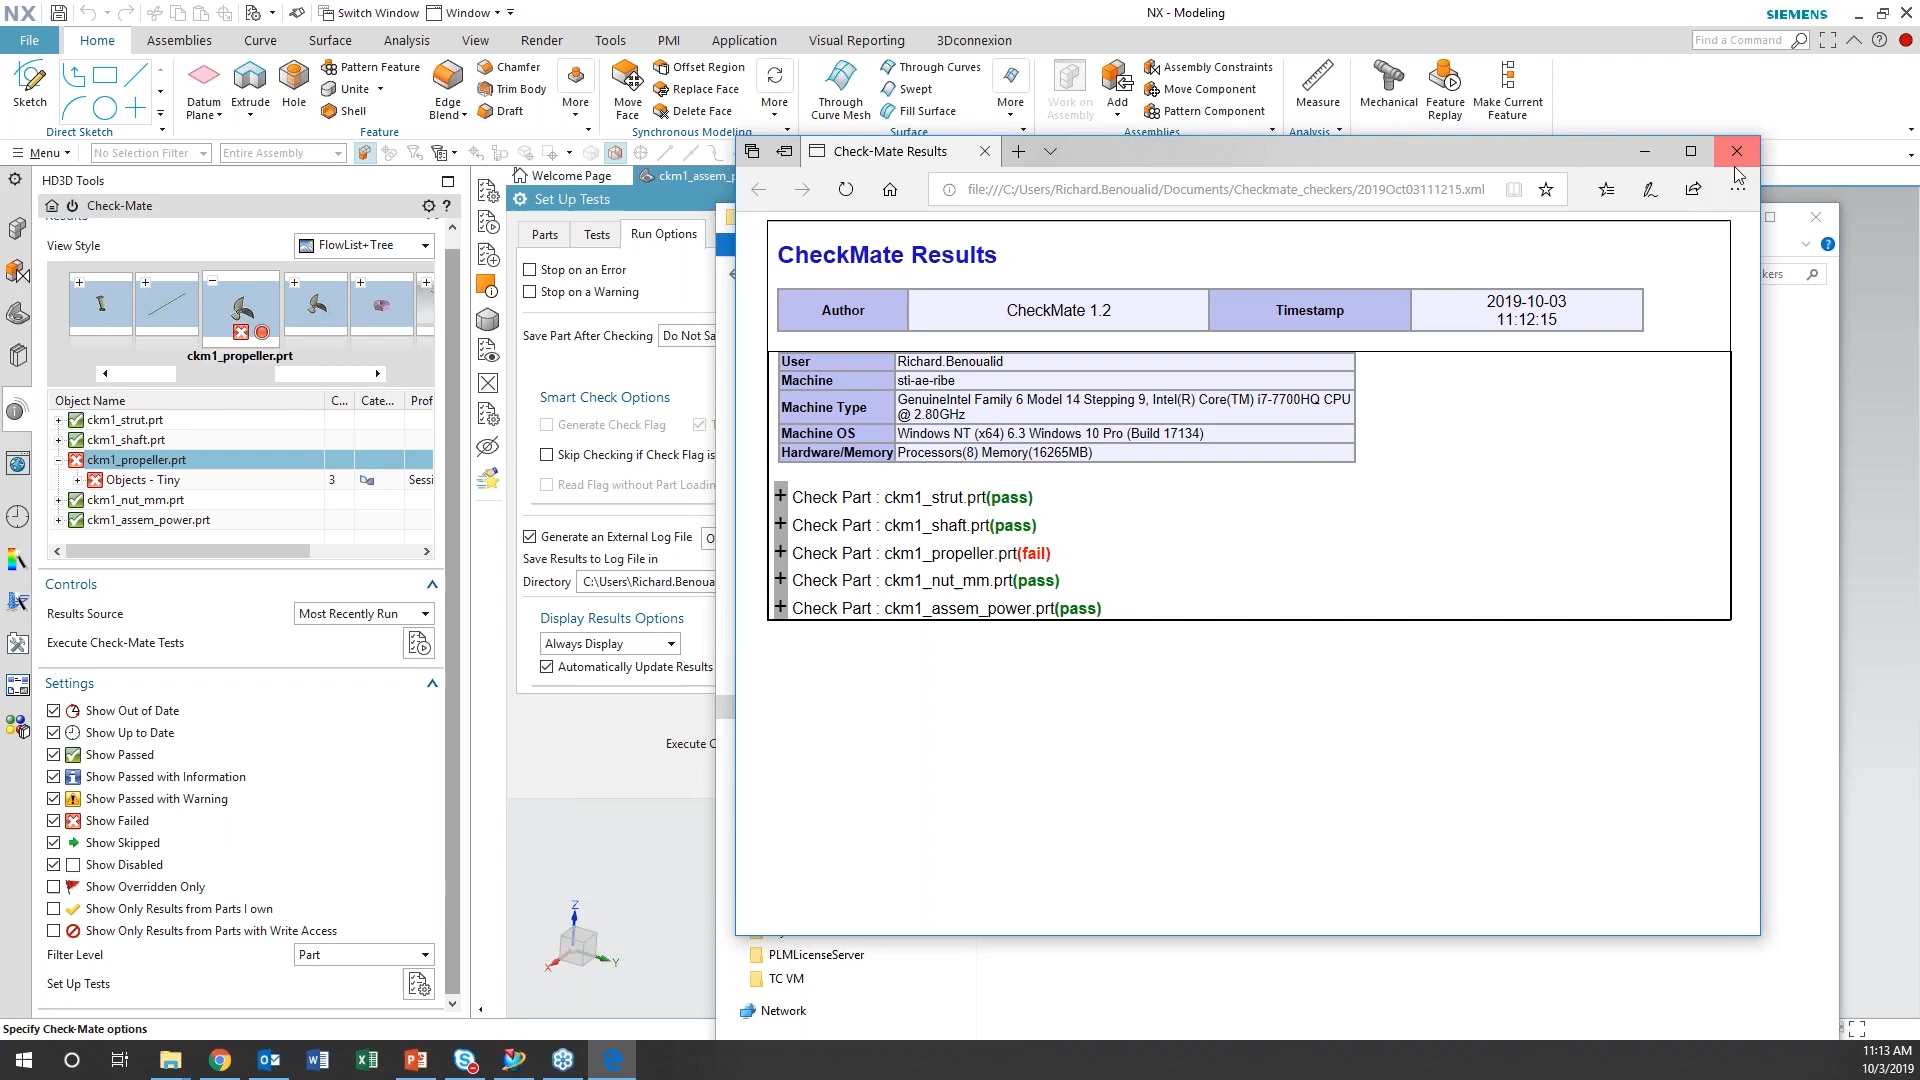 NX
Switch Window
Window
NX - Modeling
SIEMENS
File
Home
Assemblies
Curve
Surface
Analysis
View
Render
Tools
PMI
Application
Visual Reporting
3Dconnexion
Find a Command
Sketch
Direct Sketch
Datum Plane
Extrude
Hole
Pattern Feature
Unite
Shell
Edge Blend
Chamfer
Trim Body
Draft
More
Feature
Move Face
Offset Region
Replace Face
Delete Face
More
Synchronous Modeling
Through Curve Mesh
Through Curves
Swept
Fill Surface
More
Surface
Work on Assembly
Add
Assembly Constraints
Move Component
Pattern Component
Assemblies
Measure
Analysis
Mechanical
Feature Replay
Make Current Feature
Menu
No Selection Filter
Entire Assembly
HD3D Tools
Check-Mate
Results
View Style
FlowList+Tree
ckm1_propeller.prt
Object Name
C...
Cate...
Prof
ckm1_strut.prt
ckm1_shaft.prt
ckm1_propeller.prt
Objects - Tiny
3
Sessi
ckm1_nut_mm.prt
ckm1_assem_power.prt
Controls
Results Source
Most Recently Run
Execute Check-Mate Tests
Settings
Show Out of Date
Show Up to Date
Show Passed
Show Passed with Information
Show Passed with Warning
Show Failed
Show Skipped
Show Disabled
Show Overridden Only
Show Only Results from Parts I own
Show Only Results from Parts with Write Access
Filter Level
Part
Set Up Tests
Specify Check-Mate options
Welcome Page
ckm1_assem_p
Set Up Tests
Parts
Tests
Run Options
Stop on an Error
Stop on a Warning
Save Part After Checking
Do Not Sa
Smart Check Options
Generate Check Flag
T
Skip Checking if Check Flag is
Read Flag without Part Loadin
Generate an External Log File
O
Save Results to Log File in
Directory
C:\Users\Richard.Benoua
Display Results Options
Always Display
Automatically Update Results
Execute C
Z
Y
X
Check-Mate Results
file:///C:/Users/Richard.Benoualid/Documents/Checkmate_checkers/2019Oct03111215.xml
CheckMate Results
Author
CheckMate 1.2
Timestamp
2019-10-03
11:12:15
User
Richard.Benoualid
Machine
sti-ae-ribe
Machine Type
GenuineIntel Family 6 Model 14 Stepping 9, Intel(R) Core(TM) i7-7700HQ CPU
@ 2.80GHz
Machine OS
Windows NT (x64) 6.3 Windows 10 Pro (Build 17134)
Hardware/Memory
Processors(8) Memory(16265MB)
+ Check Part : ckm1_strut.prt(pass)
+ Check Part : ckm1_shaft.prt(pass)
+ Check Part : ckm1_propeller.prt(fail)
+ Check Part : ckm1_nut_mm.prt(pass)
+ Check Part : ckm1_assem_power.prt(pass)
kers
PLMLicenseServer
TC VM
Network
11:13 AM
10/3/2019